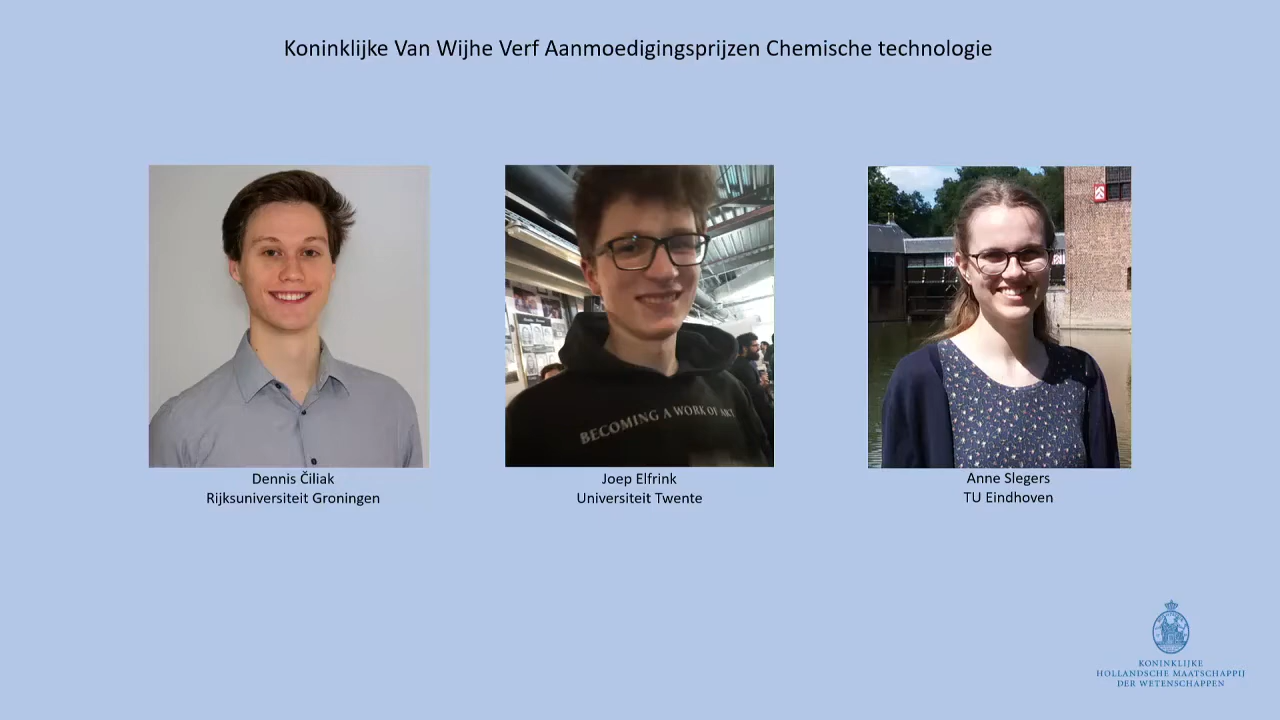 Koninklijke Van Wijhe Verf Aanmoedigingsprijzen Chemische technologie
BECOMING A WORK OF ART
Dennis Čiliak
Rijksuniversiteit Groningen
Joep Elfrink
Universiteit Twente
Anne Slegers
TU Eindhoven
KONINKLIJKE
HOLLANDSCHE MAATSCHAPPIJ
DER WETENSCHAPPEN